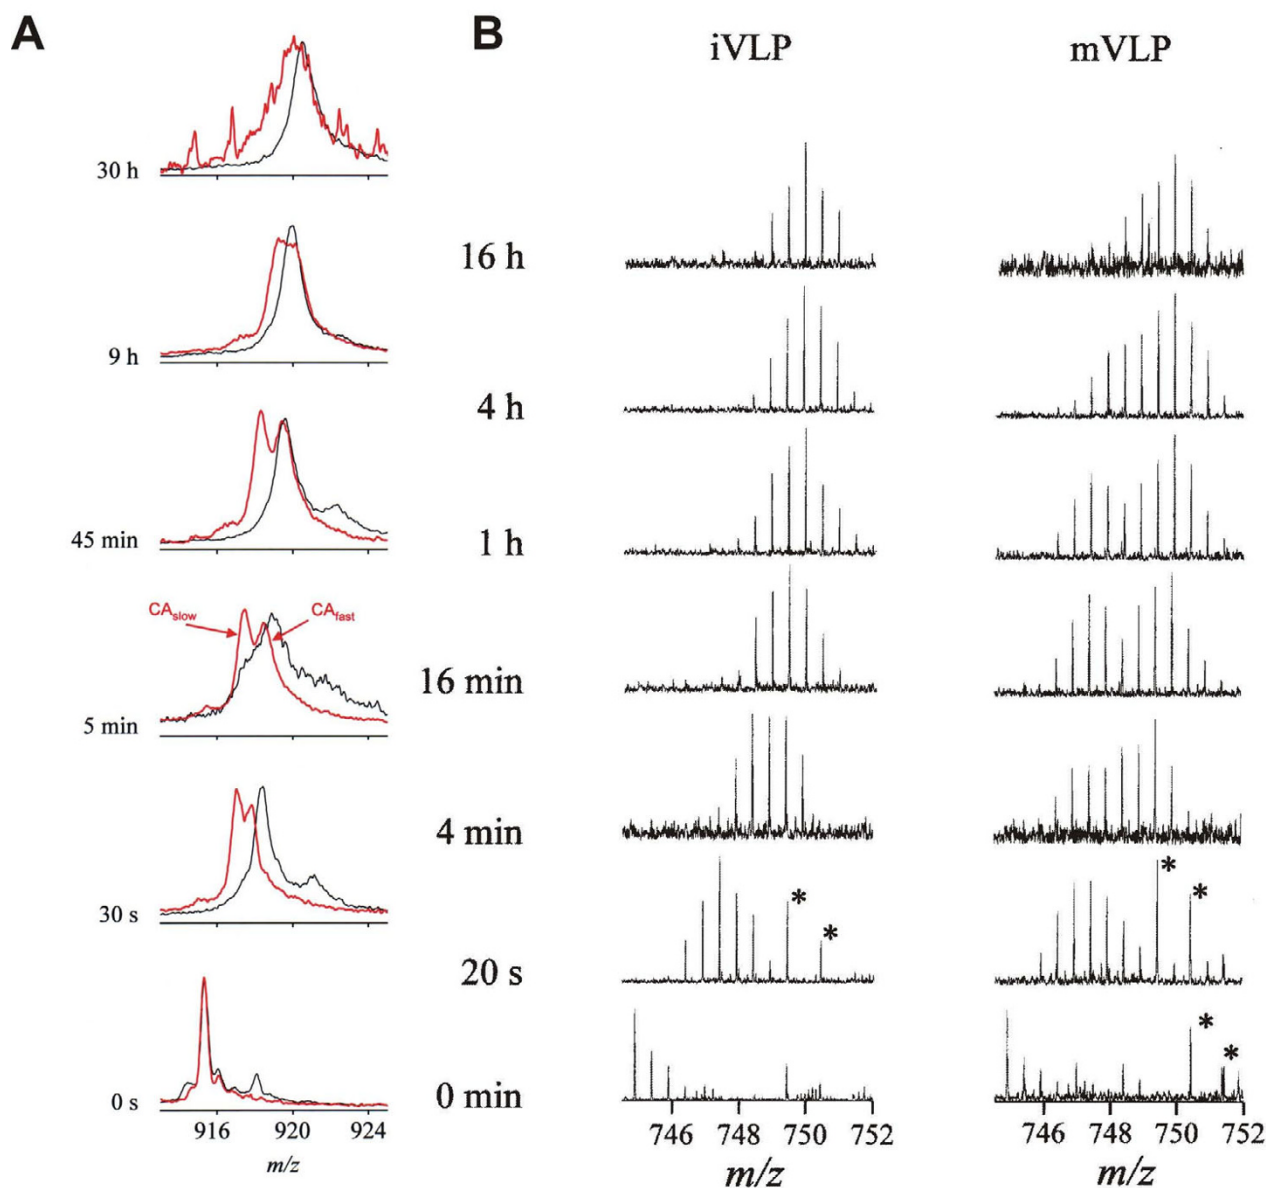 A
B
iVLP
mVLP
30 h
16 h
9 h
4 h
45 min
1 h
CAslow
CAfast
16 min
5 min
4 min
30 s
*
*
*
*
20 s
*
*
0 s
0 min
916
920
924
m/z
746
748
750
752
m/z
746
748
750
752
m/z